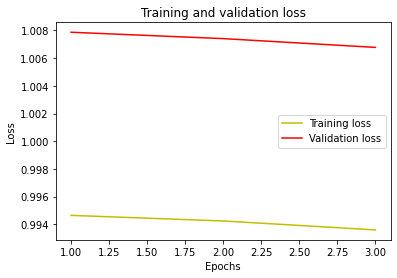 Training and validation loss
1.008
1.006
1.004
1.002
1.000
0.998
0.996
0.994
Loss
Training loss
Validation loss
1.00 1.25 1.50 1.75 2.00 2.25 2.50 2.75 3.00
Epochs